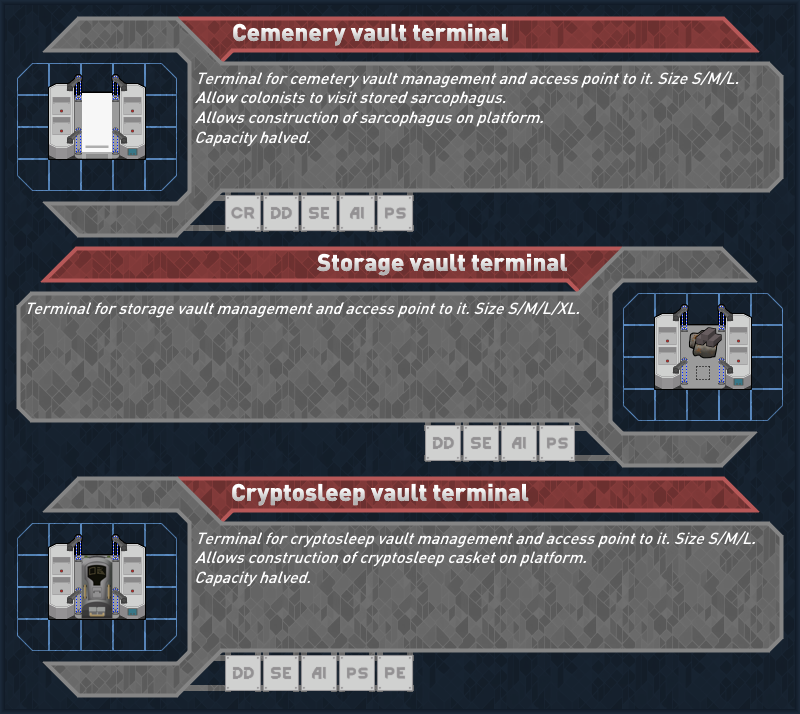 Cemenery vault terminal
Terminal for cemetery vault management and access point to it. Size S/M/L.
Allow colonists to visit stored sarcophagus.
Allows construction of sarcophagus on platform.
Capacity halved.
CR DD SE AI PS
Storage vault terminal
Terminal for storage vault management and access point to it. Size S/M/L/XL.
DD SE AI PS
Cryptosleep vault terminal
Terminal for cryptosleep vault management and access point to it. Size S/M/L.
Allows construction of cryptosleep casket on platform.
Capacity halved.
DD SE AI PS PE